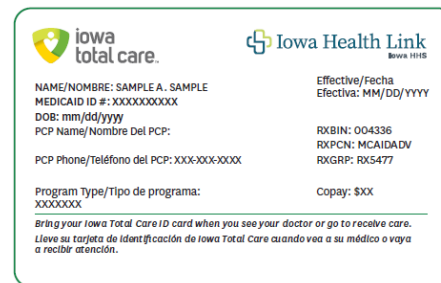 iowa
total care.
Iowa Health Link
Iowa HHS
NAME/NOMBRE: SAMPLE A. SAMPLE
MEDICAID ID #: XXXXXXXXXX
DOB: mm/dd/yyyy
PCP Name/Nombre Del PCP:
PCP Phone/Teléfono del PCP: XXX-XXX-XXXX
Program Type/Tipo de programa:
XXXXXXX
Effective/Fecha
Efectiva: MM/DD/YYYY
RXBIN: 004336
RXPCN: MCAIDADV
RXGRP: RX5477
Copay: $XX
Bring your Iowa Total Care ID card when you see your doctor or go to receive care.
Lleve su tarjeta de identificación de Iowa Total Care cuando vea a su médico o vaya
a recibir atención.